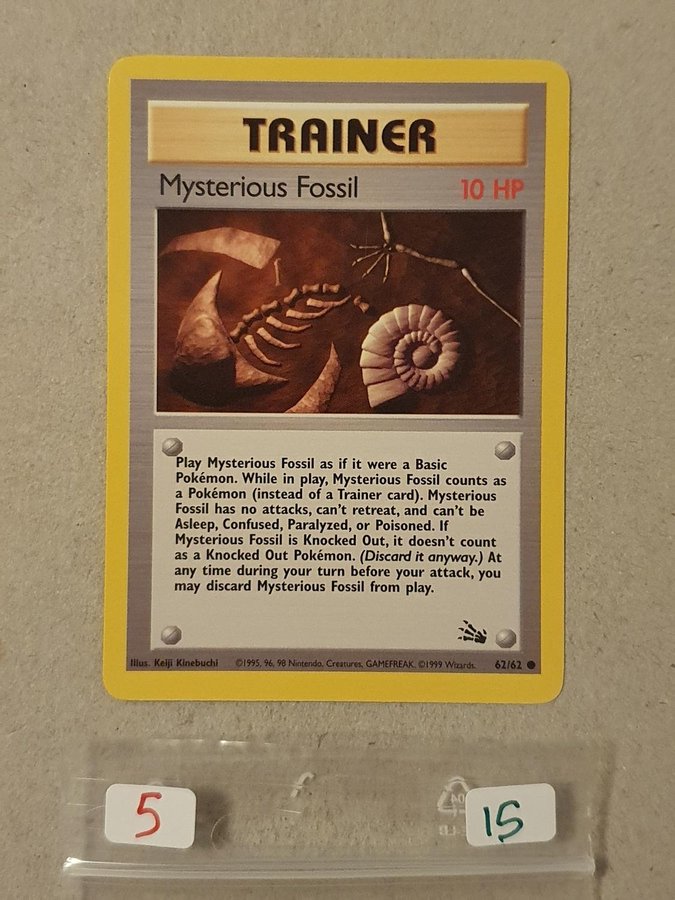 TRAINER
Mysterious Fossil 10 HP
Play Mysterious Fossil as if it were a Basic
Pokémon. While in play, Mysterious Fossil counts as
a Pokémon (instead of a Trainer card). Mysterious
Fossil has no attacks, can't retreat, and can't be
Asleep, Confused, Paralyzed, or Poisoned. If
Mysterious Fossil is Knocked Out, it doesn't count
as a Knocked Out Pokémon. (Discard it anyway.) At
any time during your turn before your attack, you
may discard Mysterious Fossil from play.
Illus. Keiji Kinebuchi ©1995, 96, 98 Nintendo, Creatures, GAMEFREAK. ©1999 Wizards. 62/62
5 15
04